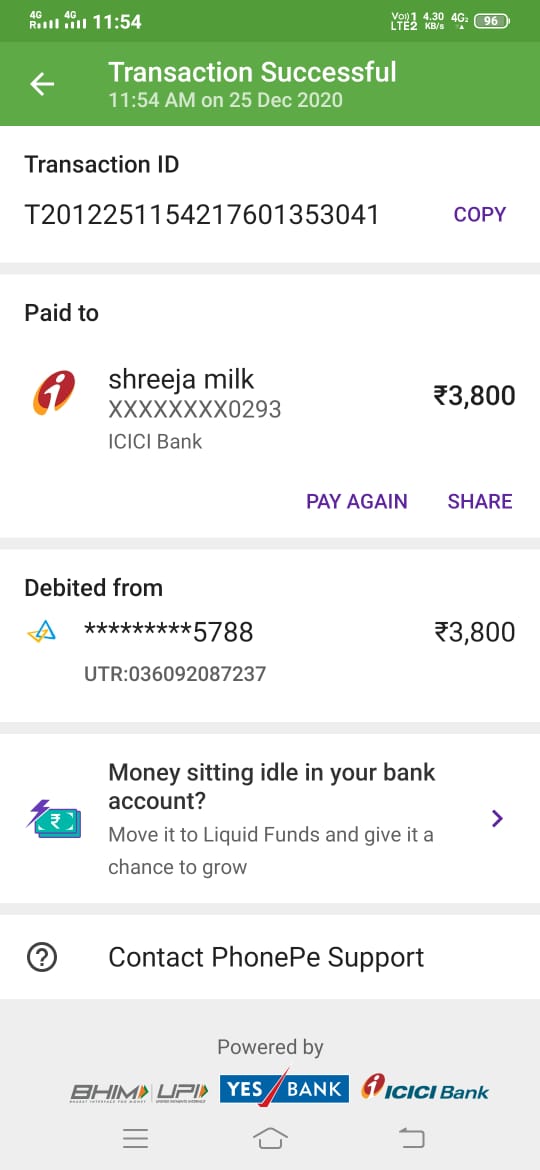 4G 4G
R 11:54
VoI)1 4.30 4G2 96
LTE2 KB/s
Transaction Successful
11:54 AM on 25 Dec 2020
Transaction ID
T2012251154217601353041 COPY
Paid to
shreeja milk ₹3,800
XXXXXXXX0293
ICICI Bank
PAY AGAIN SHARE
Debited from
*********5788 ₹3,800
UTR:036092087237
Money sitting idle in your bank
account?
Move it to Liquid Funds and give it a
chance to grow
Contact PhonePe Support
Powered by
BHIM UPI YES BANK ICICI Bank